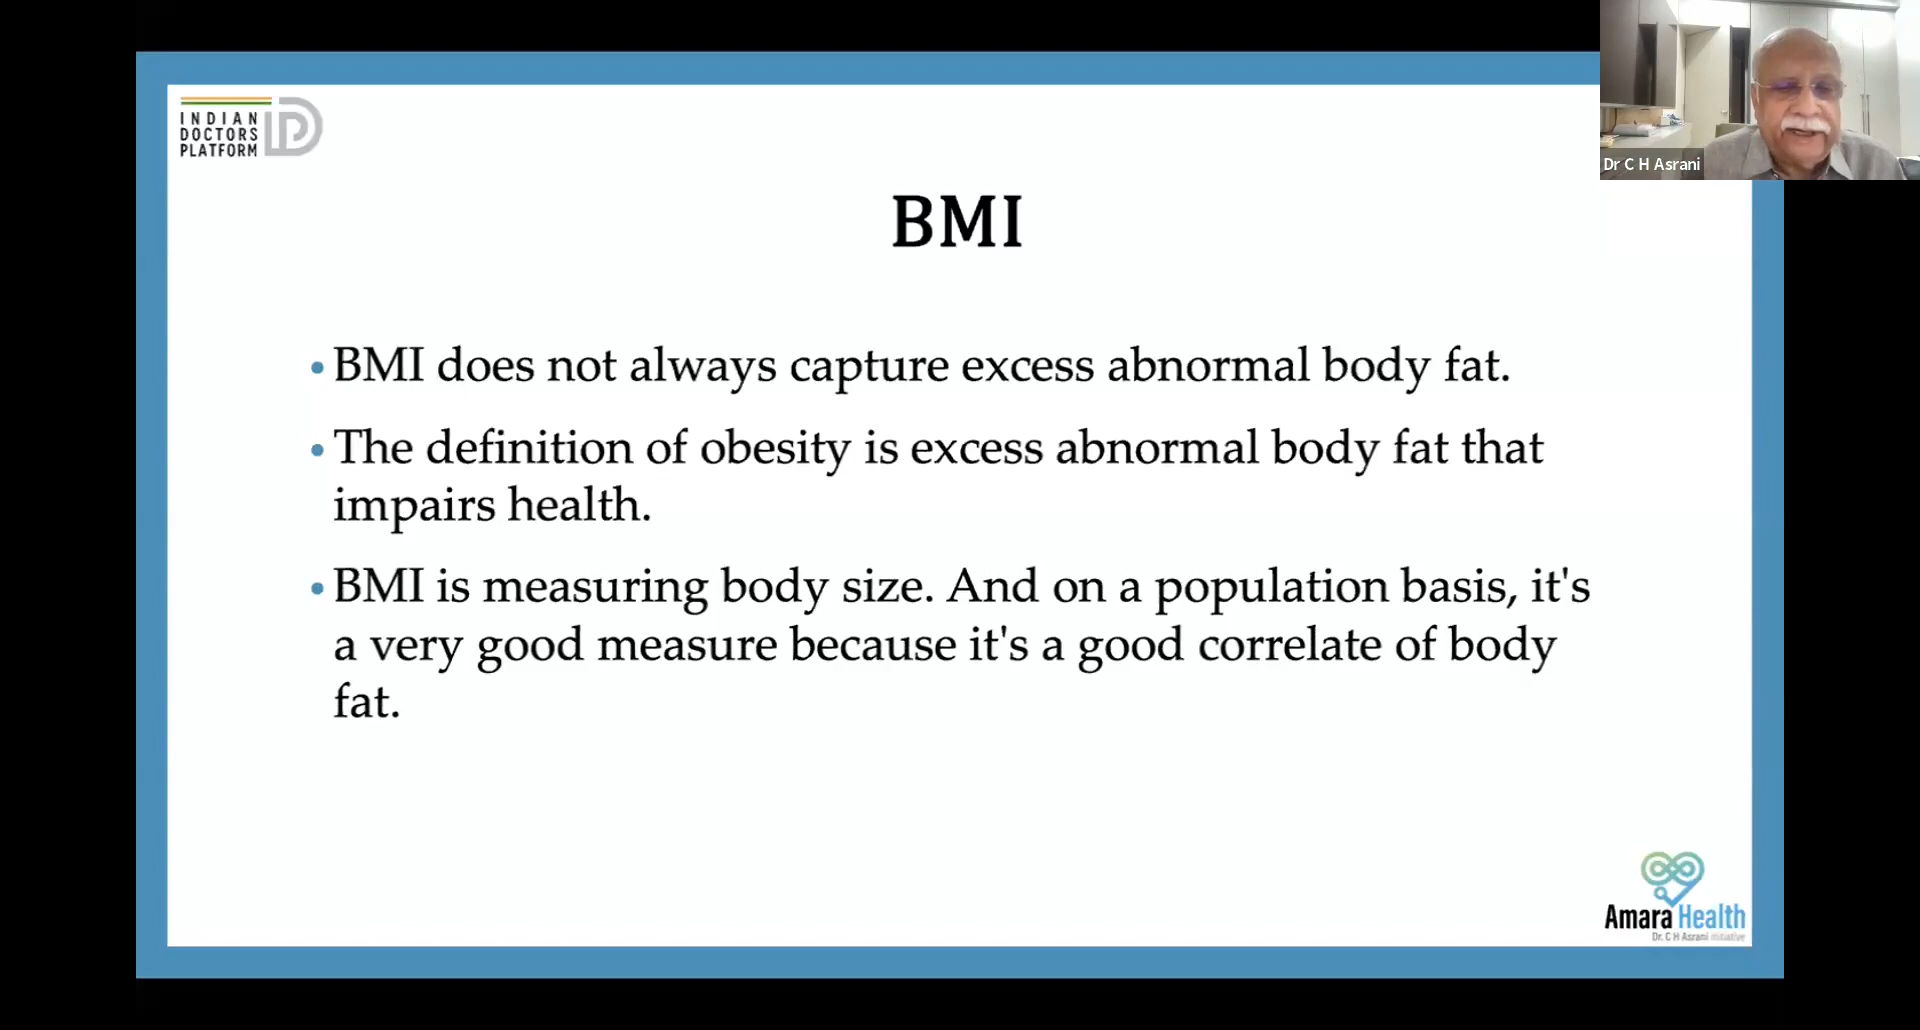 INDIAN
DOCTORS
PLATFORM
Dr C H Asrani
BMI
• BMI does not always capture excess abnormal body fat.
• The definition of obesity is excess abnormal body fat that
impairs health.
• BMI is measuring body size. And on a population basis, it's
a very good measure because it's a good correlate of body
fat.
Amara Health
Dr. C H Asrani initiative